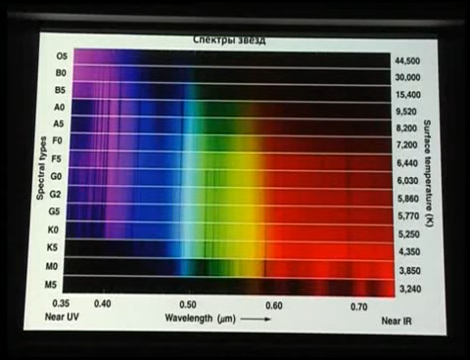 Спектры звезд
Spectral types
O5
B0
B5
A0
A5
F0
F5
G0
G2
G5
K0
K5
M0
M5
44,500
30,000
15,400
9,520
8,200
7,200
6,440
6,030
5,860
5,770
5,250
4,350
3,850
3,240
Surface temperature (K)
0.35 0.40 0.50 0.60 0.70
Near UV Wavelength (μm) Near IR